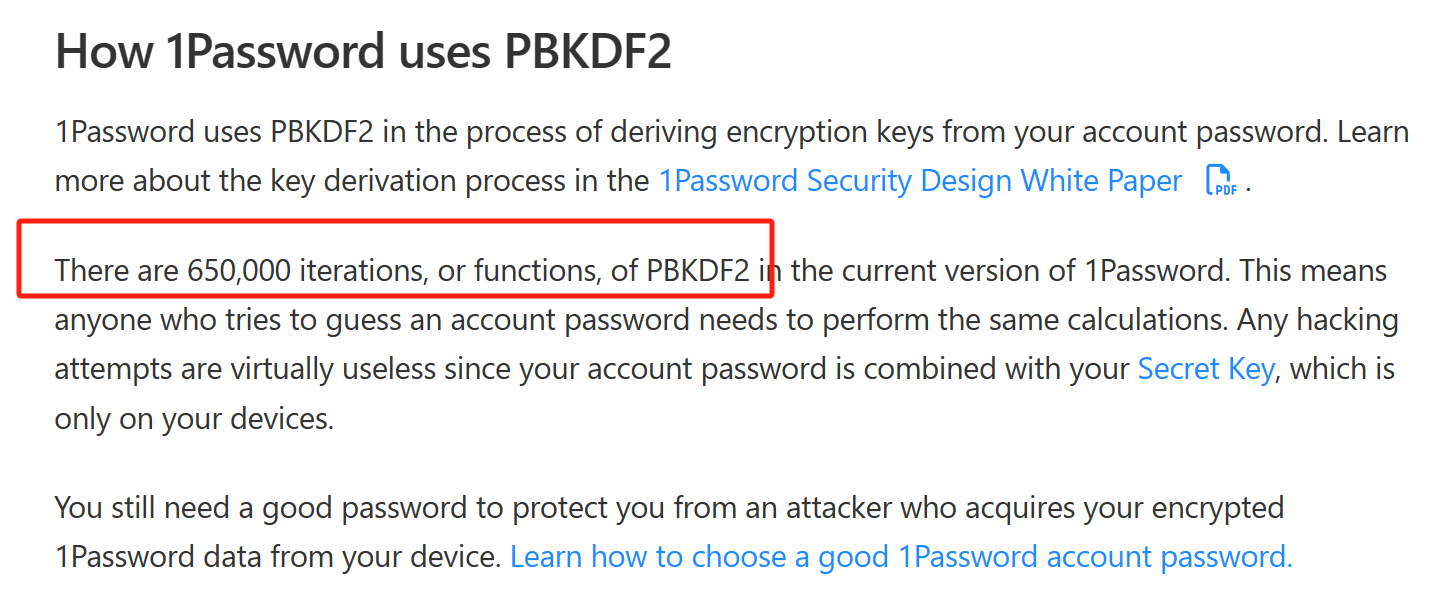 How 1Password uses PBKDF2
1Password uses PBKDF2 in the process of deriving encryption keys from your account password. Learn
more about the key derivation process in the 1Password Security Design White Paper PDF .
There are 650,000 iterations, or functions, of PBKDF2 in the current version of 1Password. This means
anyone who tries to guess an account password needs to perform the same calculations. Any hacking
attempts are virtually useless since your account password is combined with your Secret Key, which is
only on your devices.
You still need a good password to protect you from an attacker who acquires your encrypted
1Password data from your device. Learn how to choose a good 1Password account password.